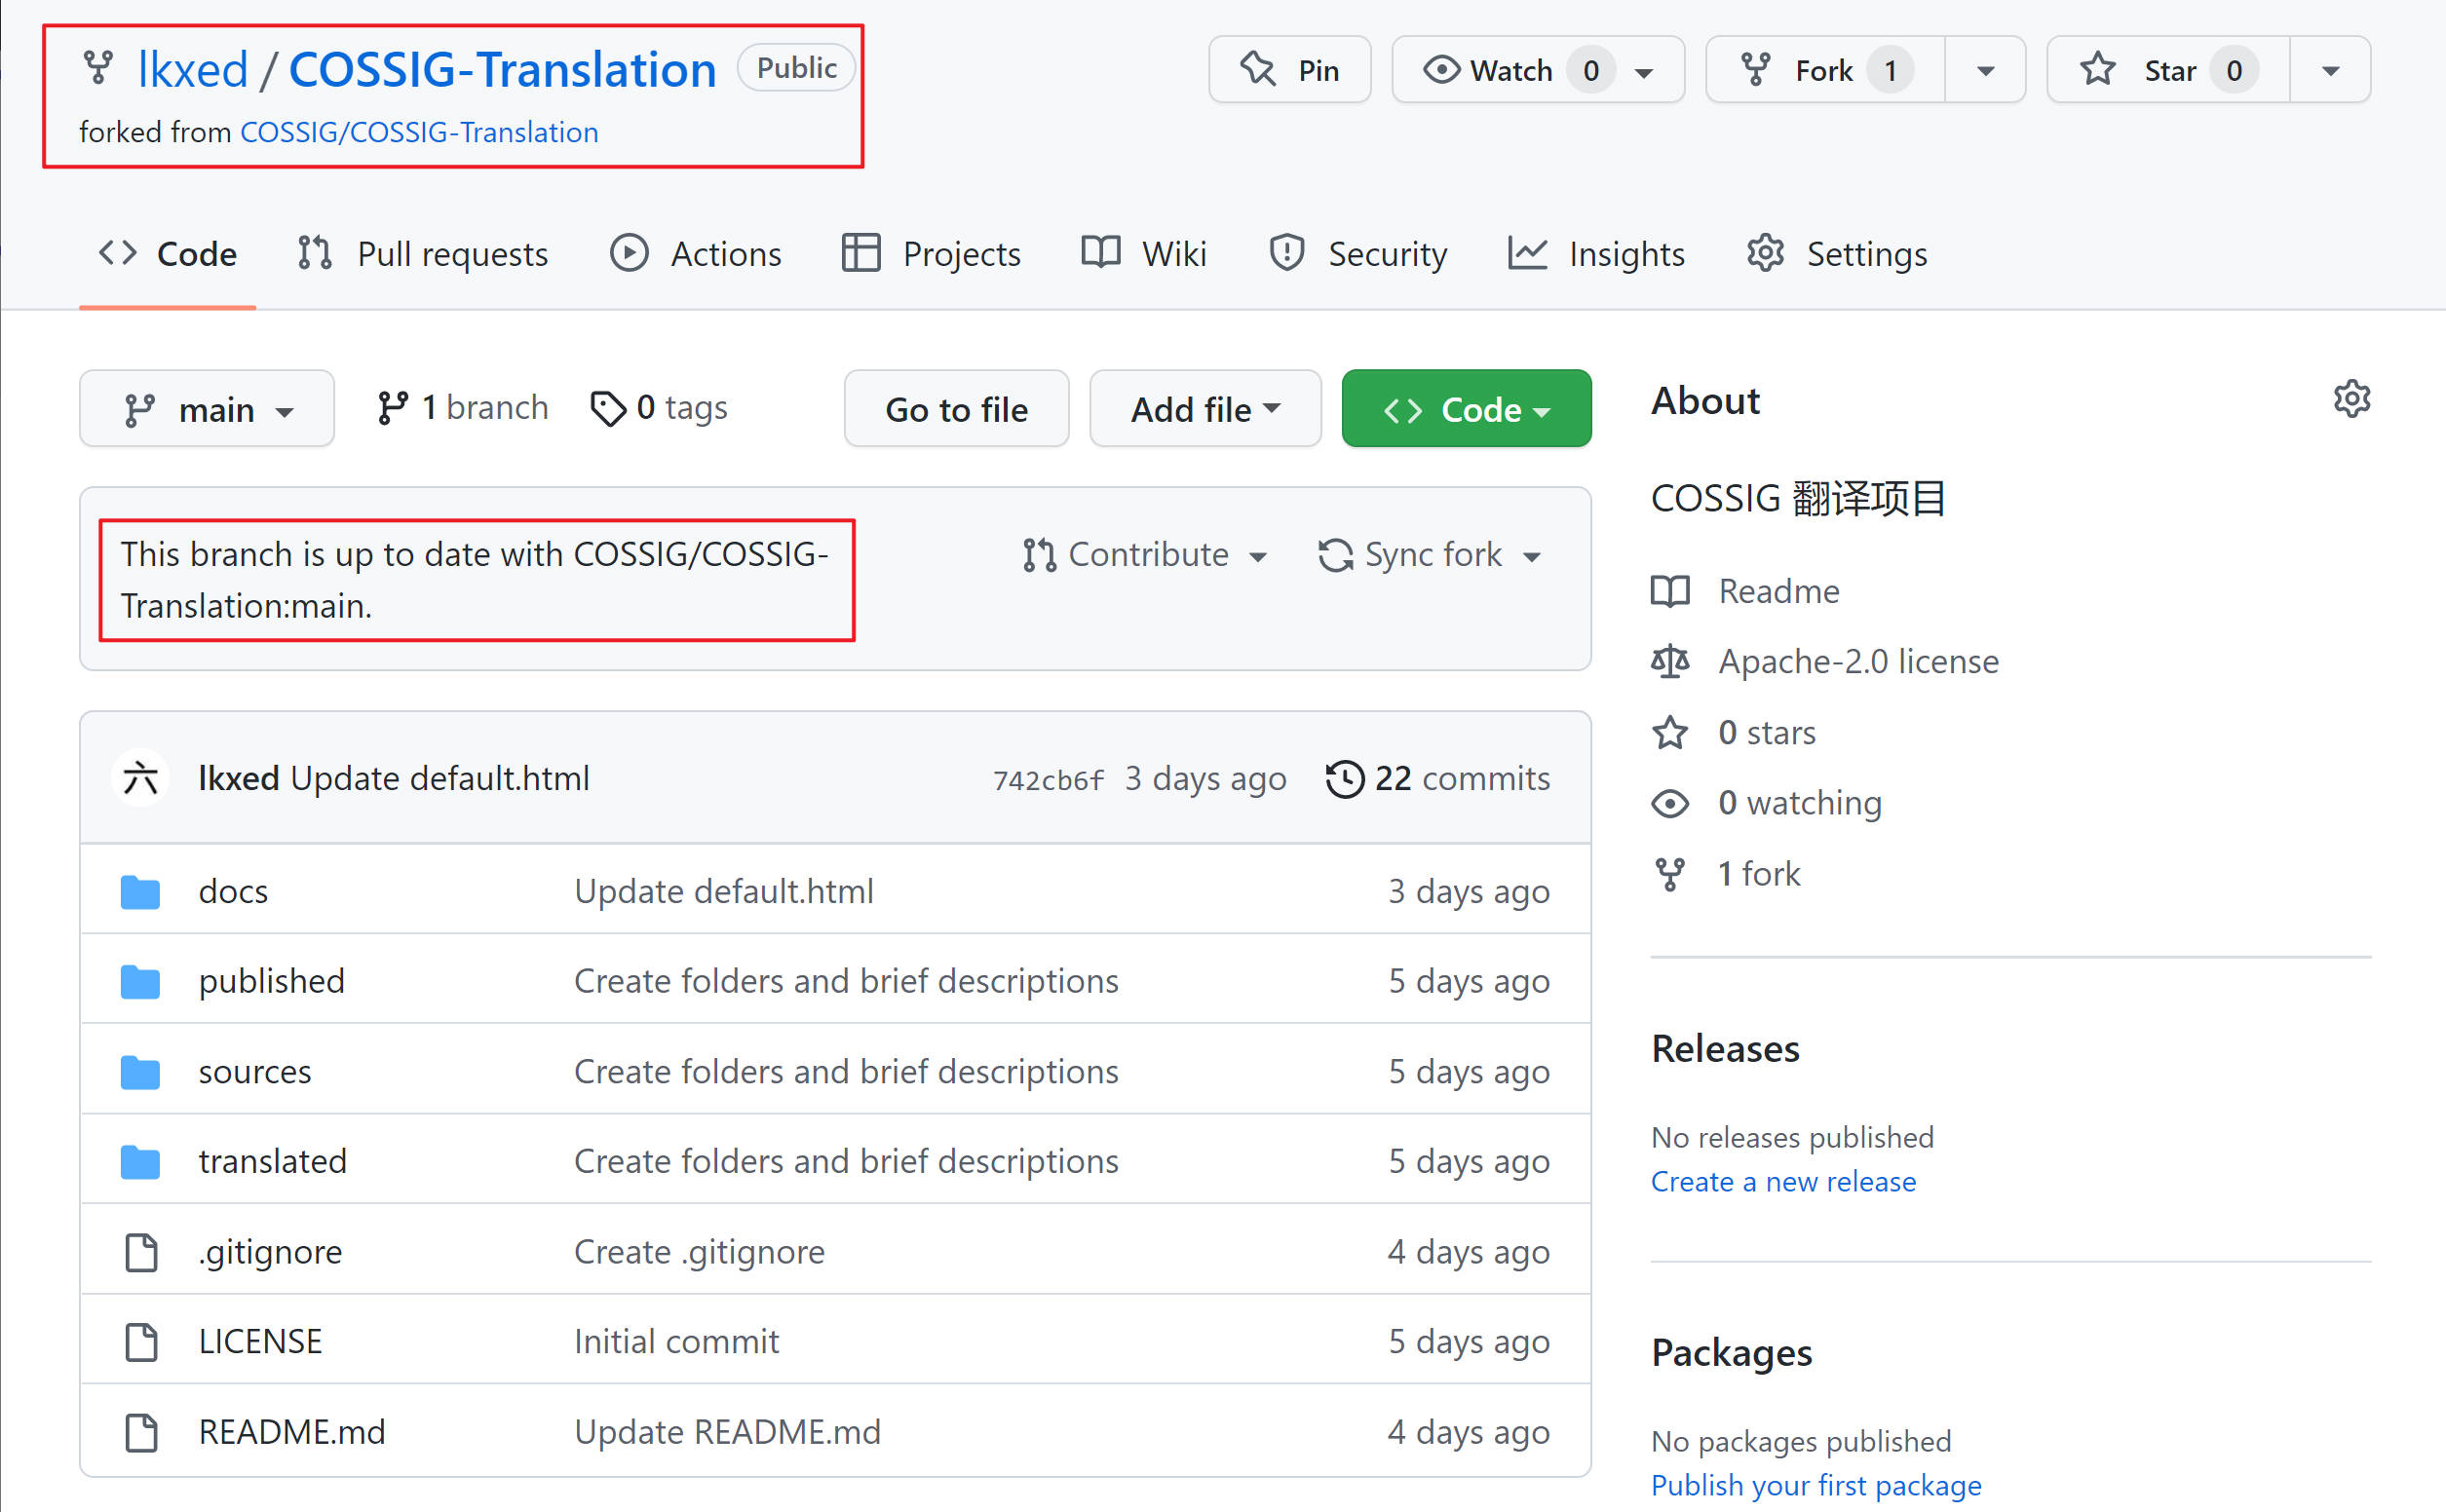 lkxed / COSSIG-Translation Public
forked from COSSIG/COSSIG-Translation
Pin
Watch 0
Fork 1
Star 0
Code
Pull requests
Actions
Projects
Wiki
Security
Insights
Settings
main
1 branch
0 tags
Go to file
Add file
Code
This branch is up to date with COSSIG/COSSIG-
Translation:main.
Contribute
Sync fork
六
lkxed Update default.html 742cb6f 3 days ago 22 commits
docs Update default.html 3 days ago
published Create folders and brief descriptions 5 days ago
sources Create folders and brief descriptions 5 days ago
translated Create folders and brief descriptions 5 days ago
.gitignore Create .gitignore 4 days ago
LICENSE Initial commit 5 days ago
README.md Update README.md 4 days ago
About
COSSIG 翻译项目
Readme
Apache-2.0 license
0 stars
0 watching
1 fork
Releases
No releases published
Create a new release
Packages
No packages published
Publish your first package